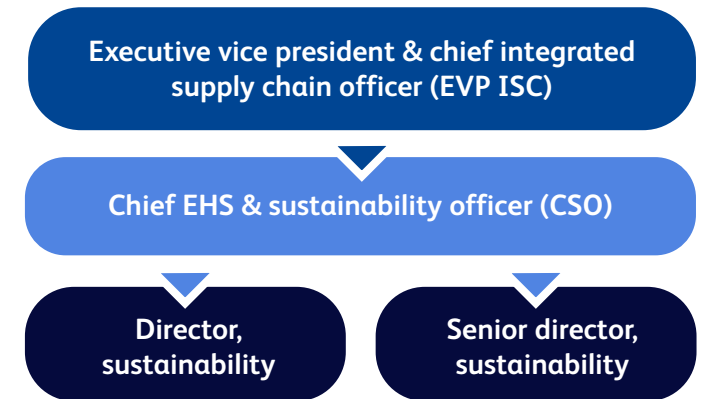 Executive vice president & chief integrated
supply chain officer (EVP ISC)
Chief EHS & sustainability officer (CSO)
Director,
sustainability
Senior director,
sustainability